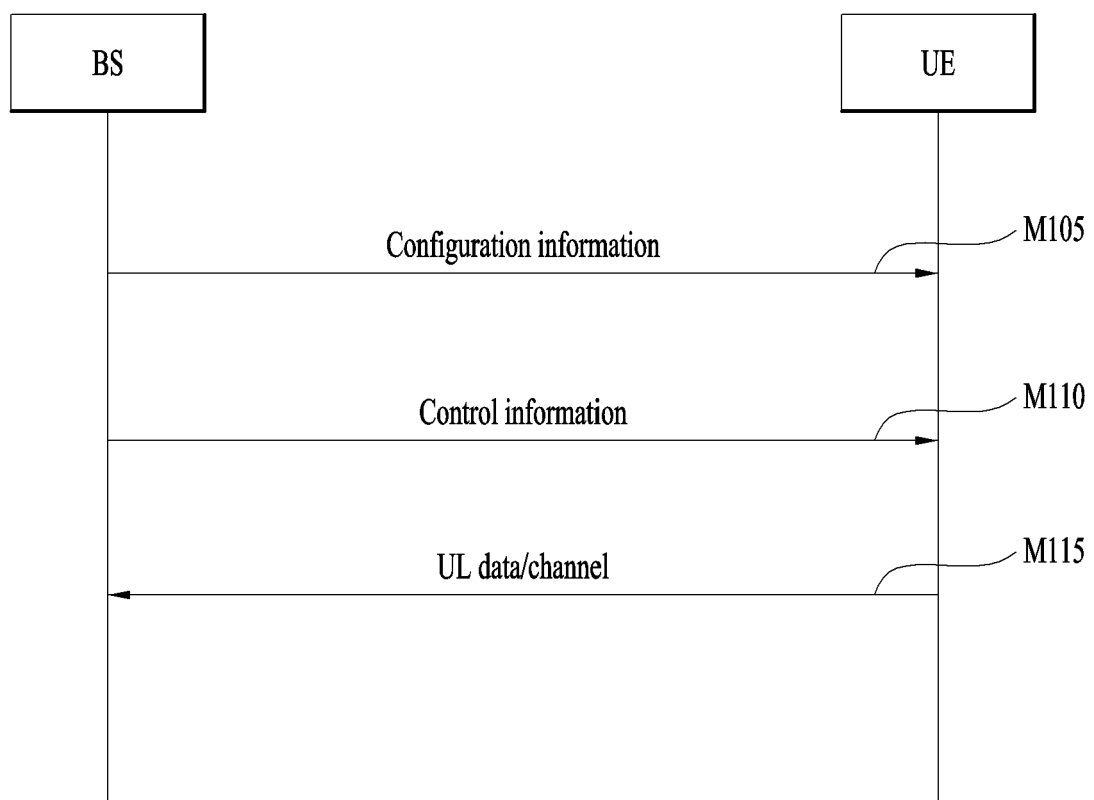 BS
UE
Configuration information
M105
Control information
M110
UL data/channel
M115